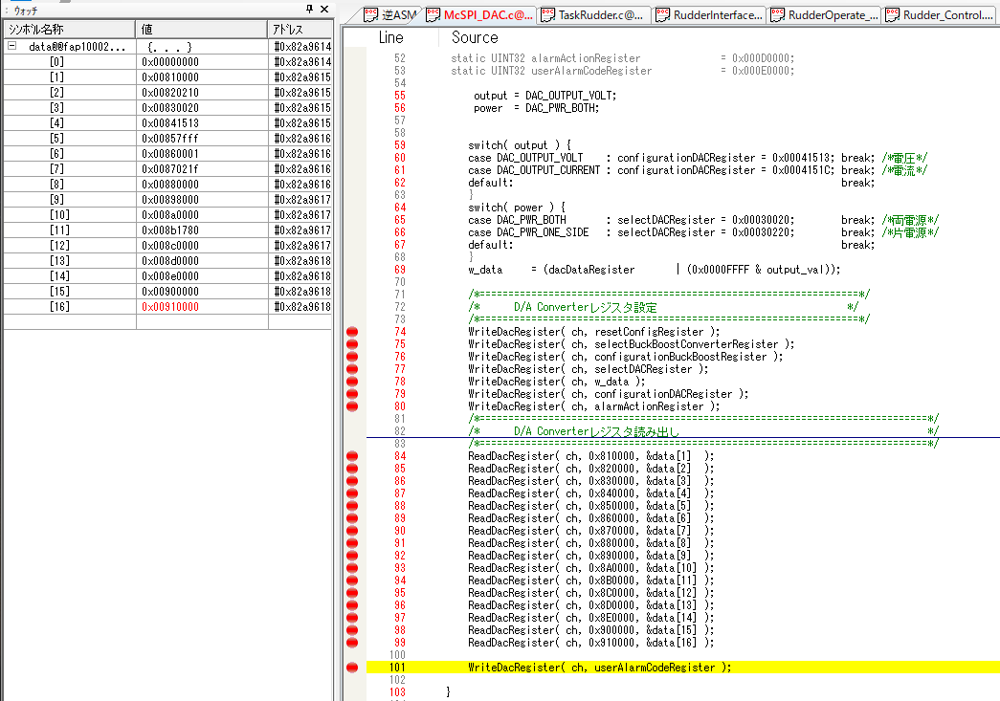 ウォッチ
シンボル名称 値 アドレス
data@@fap10002... {. . . } #0x82a9614
[0] 0x00000000 #0x82a9614
[1] 0x00810000 #0x82a9615
[2] 0x00820210 #0x82a9615
[3] 0x00830020 #0x82a9615
[4] 0x00841513 #0x82a9615
[5] 0x00857fff #0x82a9616
[6] 0x00860001 #0x82a9616
[7] 0x0087021f #0x82a9616
[8] 0x00880000 #0x82a9616
[9] 0x00898000 #0x82a9617
[10] 0x008a0000 #0x82a9617
[11] 0x008b1780 #0x82a9617
[12] 0x008c0000 #0x82a9617
[13] 0x008d0000 #0x82a9618
[14] 0x008e0000 #0x82a9618
[15] 0x00900000 #0x82a9618
[16] 0x00910000 #0x82a9618
逆ASM McSPI_DAC.c@... TaskRudder.c@... RudderInterface... RudderOperate_... Rudder_Control....
Line Source
52 static UINT32 alarmActionRegister = 0x000D0000;
53 static UINT32 userAlarmCodeRegister = 0x000E0000;
54
55 output = DAC_OUTPUT_VOLT;
56 power = DAC_PWR_BOTH;
57
58
59 switch( output ) {
60 case DAC_OUTPUT_VOLT : configurationDACRegister = 0x00041513; break; /*電圧*/
61 case DAC_OUTPUT_CURRENT : configurationDACRegister = 0x0004151C; break; /*電流*/
62 default: break;
63 }
64 switch( power ) {
65 case DAC_PWR_BOTH : selectDACRegister = 0x00030020; break; /*両電源*/
66 case DAC_PWR_ONE_SIDE : selectDACRegister = 0x00030220; break; /*片電源*/
67 default: break;
68 }
69 w_data = (dacDataRegister | (0x0000FFFF & output_val));
70
71 /*==================================================================*/
72 /* D/A Converterレジスタ設定 */
73 /*==================================================================*/
74 WriteDacRegister( ch, resetConfigRegister );
75 WriteDacRegister( ch, selectBuckBoostConverterRegister );
76 WriteDacRegister( ch, configurationBuckBoostRegister );
77 WriteDacRegister( ch, selectDACRegister );
78 WriteDacRegister( ch, w_data );
79 WriteDacRegister( ch, configurationDACRegister );
80 WriteDacRegister( ch, alarmActionRegister );
81 /*==============================================================================*/
82 /* D/A Converterレジスタ読み出し */
83 /*==============================================================================*/
84 ReadDacRegister( ch, 0x810000, &data[1] );
85 ReadDacRegister( ch, 0x820000, &data[2] );
86 ReadDacRegister( ch, 0x830000, &data[3] );
87 ReadDacRegister( ch, 0x840000, &data[4] );
88 ReadDacRegister( ch, 0x850000, &data[5] );
89 ReadDacRegister( ch, 0x860000, &data[6] );
90 ReadDacRegister( ch, 0x870000, &data[7] );
91 ReadDacRegister( ch, 0x880000, &data[8] );
92 ReadDacRegister( ch, 0x890000, &data[9] );
93 ReadDacRegister( ch, 0x8A0000, &data[10] );
94 ReadDacRegister( ch, 0x8B0000, &data[11] );
95 ReadDacRegister( ch, 0x8C0000, &data[12] );
96 ReadDacRegister( ch, 0x8D0000, &data[13] );
97 ReadDacRegister( ch, 0x8E0000, &data[14] );
98 ReadDacRegister( ch, 0x900000, &data[15] );
99 ReadDacRegister( ch, 0x910000, &data[16] );
100
101 WriteDacRegister( ch, userAlarmCodeRegister );
102
103 }